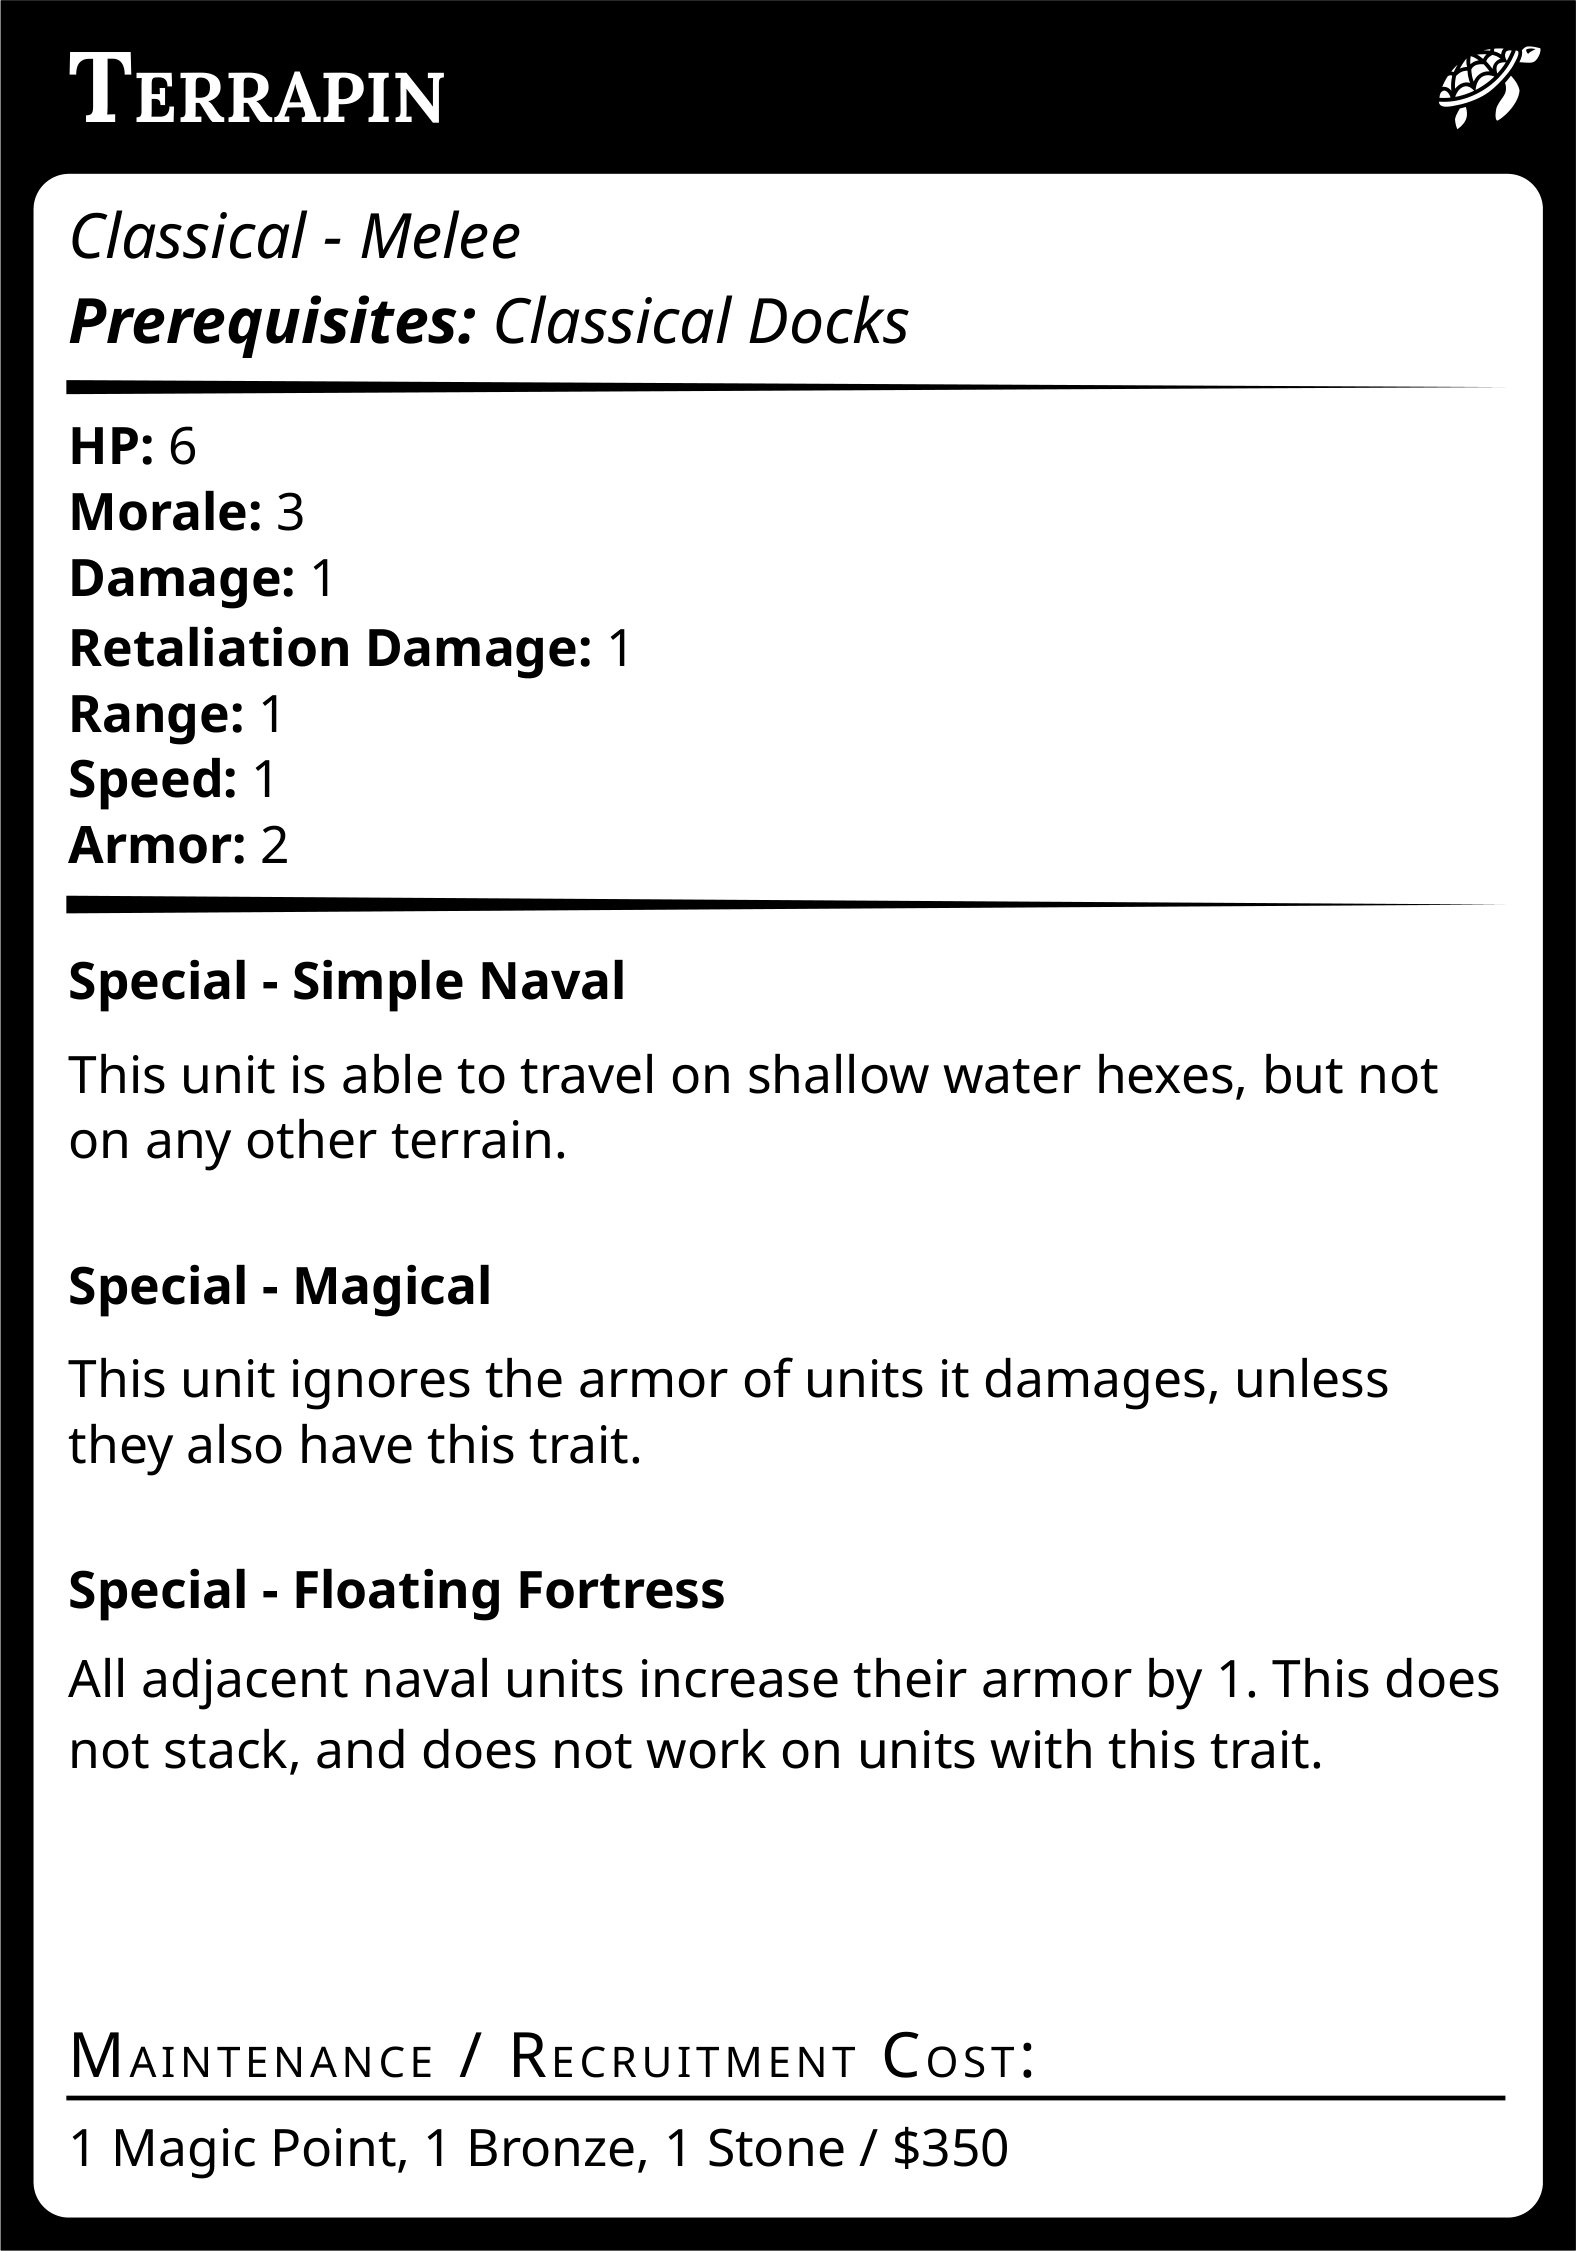 Terrapin
Classical - Melee
Prerequisites: Classical Docks
HP: 6
Morale: 3
Damage: 1
Retaliation Damage: 1
Range: 1
Speed: 1
Armor: 2
Special - Simple Naval
This unit is able to travel on shallow water hexes, but not
on any other terrain.
Special - Magical
This unit ignores the armor of units it damages, unless
they also have this trait.
Special - Floating Fortress
All adjacent naval units increase their armor by 1. This does
not stack, and does not work on units with this trait.
Maintenance / Recruitment Cost:
1 Magic Point, 1 Bronze, 1 Stone / $350